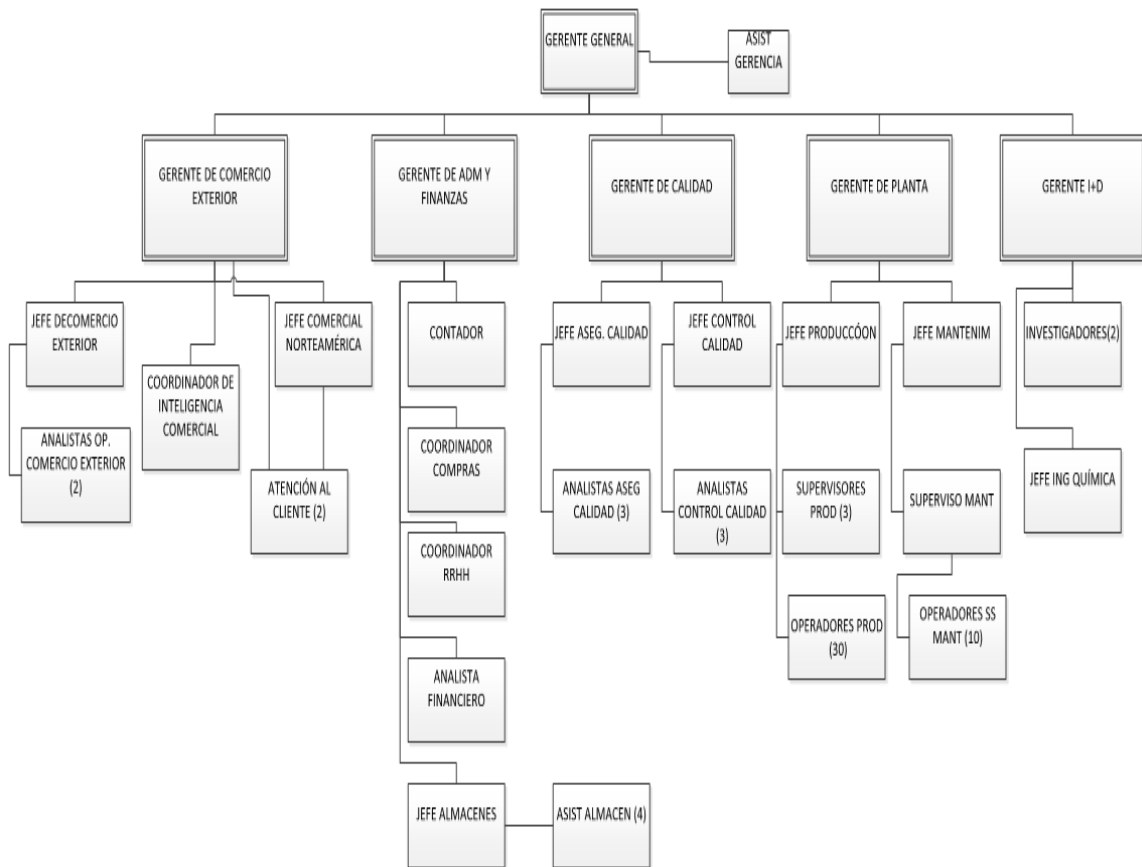 GERENTE GENERAL
ASIST
GERENCIA
GERENTE DE COMERCIO
EXTERIOR
GERENTE DE ADM Y
FINANZAS
GERENTE DE CALIDAD
GERENTE DE PLANTA
GERENTE I+D
JEFE DECOMERCIO
EXTERIOR
JEFE COMERCIAL
NORTEAMÉRICA
CONTADOR
JEFE ASEG. CALIDAD
JEFE CONTROL
CALIDAD
JEFE PRODUCCÓON
JEFE MANTENIM
INVESTIGADORES(2)
COORDINADOR DE
INTELIGENCIA
COMERCIAL
ANALISTAS OP.
COMERCIO EXTERIOR
(2)
ATENCIÓN AL
CLIENTE (2)
COORDINADOR
COMPRAS
ANALISTAS ASEG
CALIDAD (3)
ANALISTAS
CONTROL CALIDAD
(3)
SUPERVISORES
PROD (3)
SUPERVISO MANT
JEFE ING QUÍMICA
COORDINADOR
RRHH
OPERADORES PROD
(30)
OPERADORES SS
MANT (10)
ANALISTA
FINANCIERO
JEFE ALMACENES
ASIST ALMACEN (4)